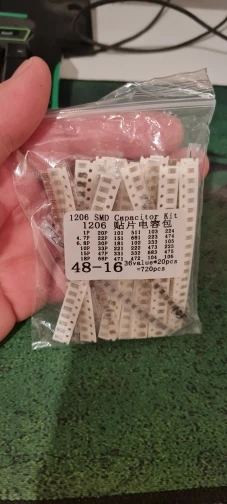 1206 SMD Capacitor Kit
1206 贴片电容包
1P 20P 101 511 103 224
4.7P 22P 151 681 223 474
6.8P 30P 181 102 333 105
10P 33P 221 222 473 225
15P 47P 331 332 683 475
18P 68P 471 472 104 106
48-16 36value*20pcs
=720pcs